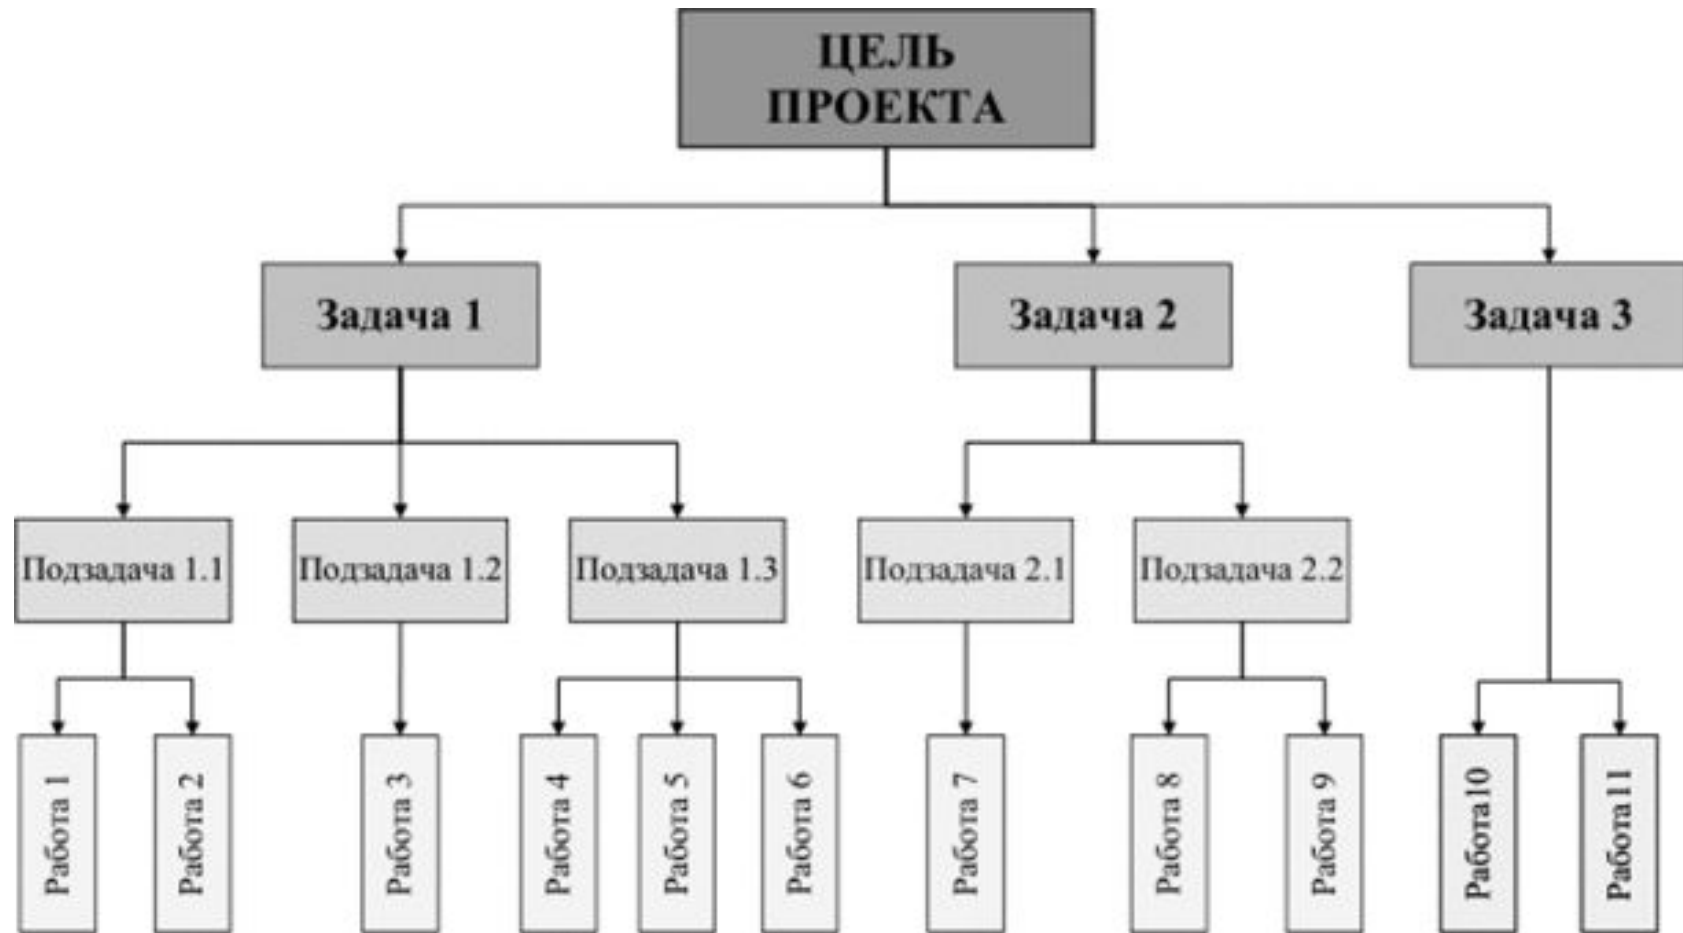 ЦЕЛЬ
ПРОЕКТА
Задача 1
Задача 2
Задача 3
Подзадача 1.1
Подзадача 1.2
Подзадача 1.3
Подзадача 2.1
Подзадача 2.2
Работа 1
Работа 2
Работа 3
Работа 4
Работа 5
Работа 6
Работа 7
Работа 8
Работа 9
Работа10
Работа11